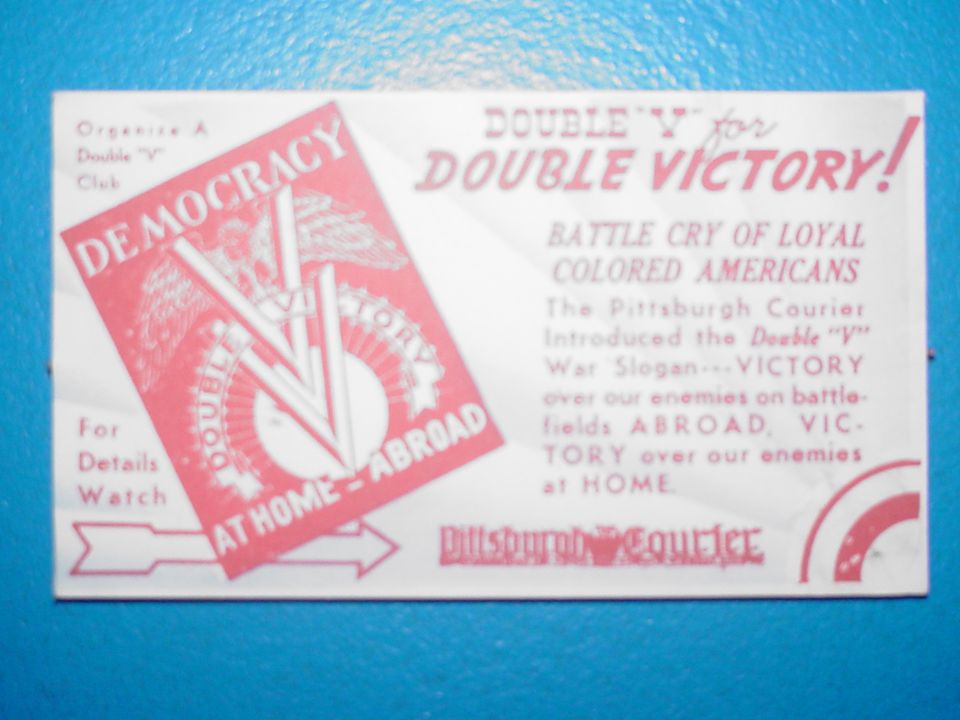 Organize A
Double "V"
Club
DEMOCRACY
DOUBLE VICTORY
AT HOME - ABROAD
For
Details
Watch
DOUBLE "V" for
DOUBLE VICTORY!
BATTLE CRY OF LOYAL
COLORED AMERICANS
The Pittsburgh Courier
Introduced the Double "V"
War Slogan---VICTORY
over our enemies on battle-
fields ABROAD, VIC-
TORY over our enemies
at HOME.
Pittsburgh Courier